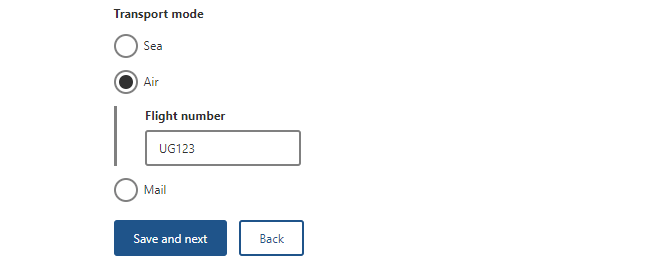 Transport mode
Sea
Air
Flight number
UG123
Mail
Save and next
Back